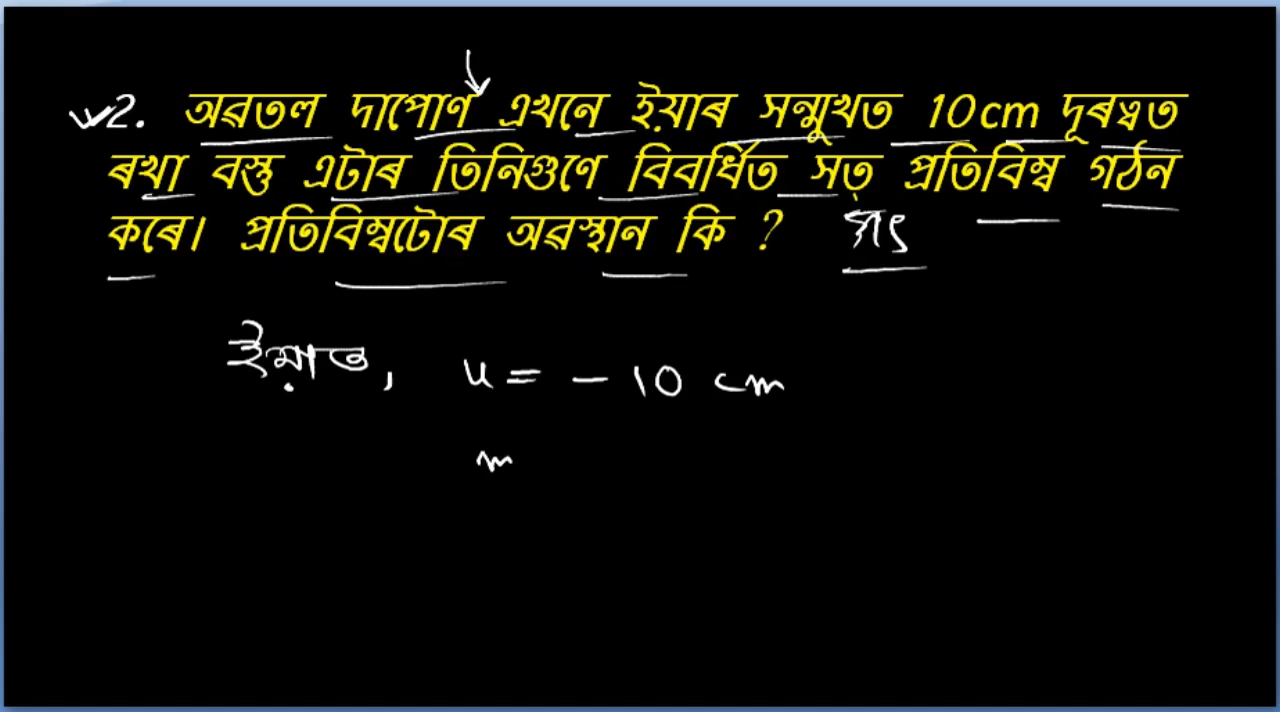 2. অৱতল দাপোণ এখনে ইয়াৰ সন্মুখত 10cm দূৰত্বত
ৰখা বস্তু এটাৰ তিনিগুণে বিবৰ্ধিত সত্ প্ৰতিবিম্ব গঠন
কৰে। প্ৰতিবিম্বটোৰ অৱস্থান কি ? সৎ
ইয়াত, u = - 10 cm
m